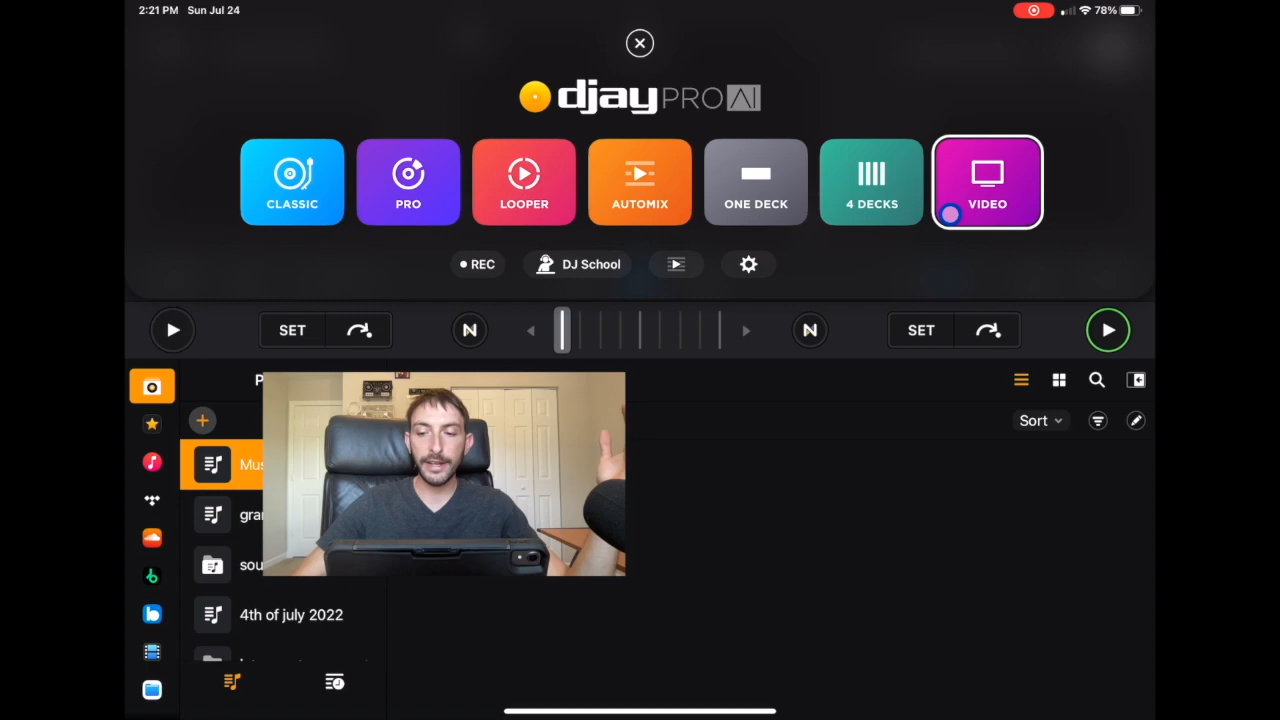 2:21 PM Sun Jul 24
78%
djay PRO AI
CLASSIC
PRO
LOOPER
AUTOMIX
ONE DECK
4 DECKS
VIDEO
REC
DJ School
SET
SET
Sort
4th of july 2022